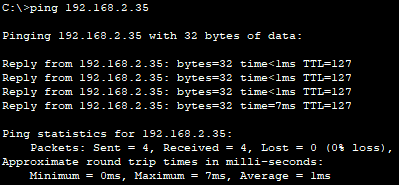 C:\>ping 192.168.2.35
Pinging 192.168.2.35 with 32 bytes of data:
Reply from 192.168.2.35: bytes=32 time<1ms TTL=127
Reply from 192.168.2.35: bytes=32 time<1ms TTL=127
Reply from 192.168.2.35: bytes=32 time<1ms TTL=127
Reply from 192.168.2.35: bytes=32 time=7ms TTL=127
Ping statistics for 192.168.2.35:
Packets: Sent = 4, Received = 4, Lost = 0 (0% loss),
Approximate round trip times in milli-seconds:
Minimum = 0ms, Maximum = 7ms, Average = 1ms